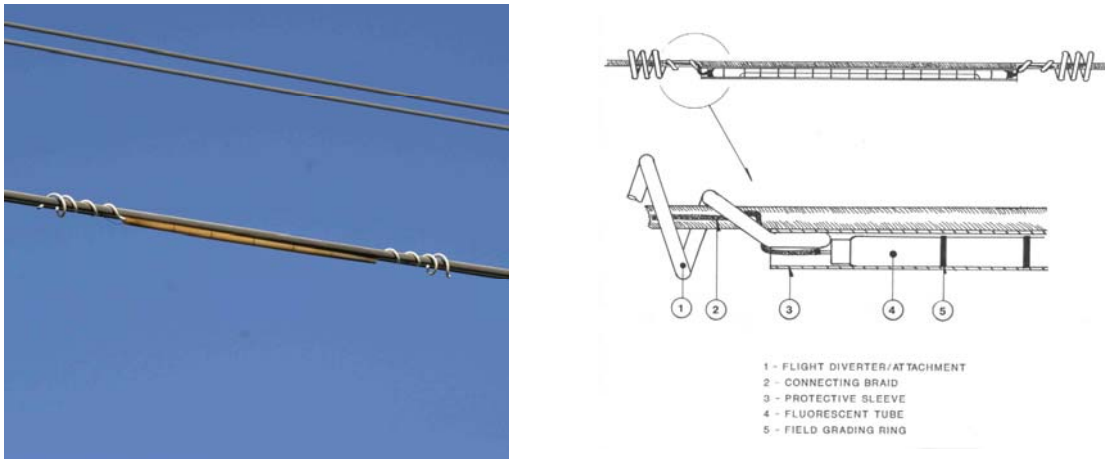 1 2 3 4 5
1 - FLIGHT DIVERTER/ATTACHMENT
2 - CONNECTING BRAID
3 - PROTECTIVE SLEEVE
4 - FLUORESCENT TUBE
5 - FIELD GRADING RING